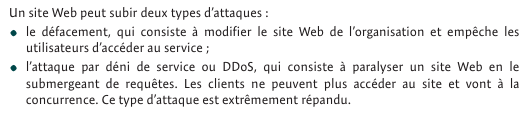 Un site Web peut subir deux types d'attaques :
• le défacement, qui consiste à modifier le site Web de l'organisation et empêche les
utilisateurs d'accéder au service ;
• l'attaque par déni de service ou DDoS, qui consiste à paralyser un site Web en le
submergeant de requêtes. Les clients ne peuvent plus accéder au site et vont à la
concurrence. Ce type d'attaque est extrêmement répandu.